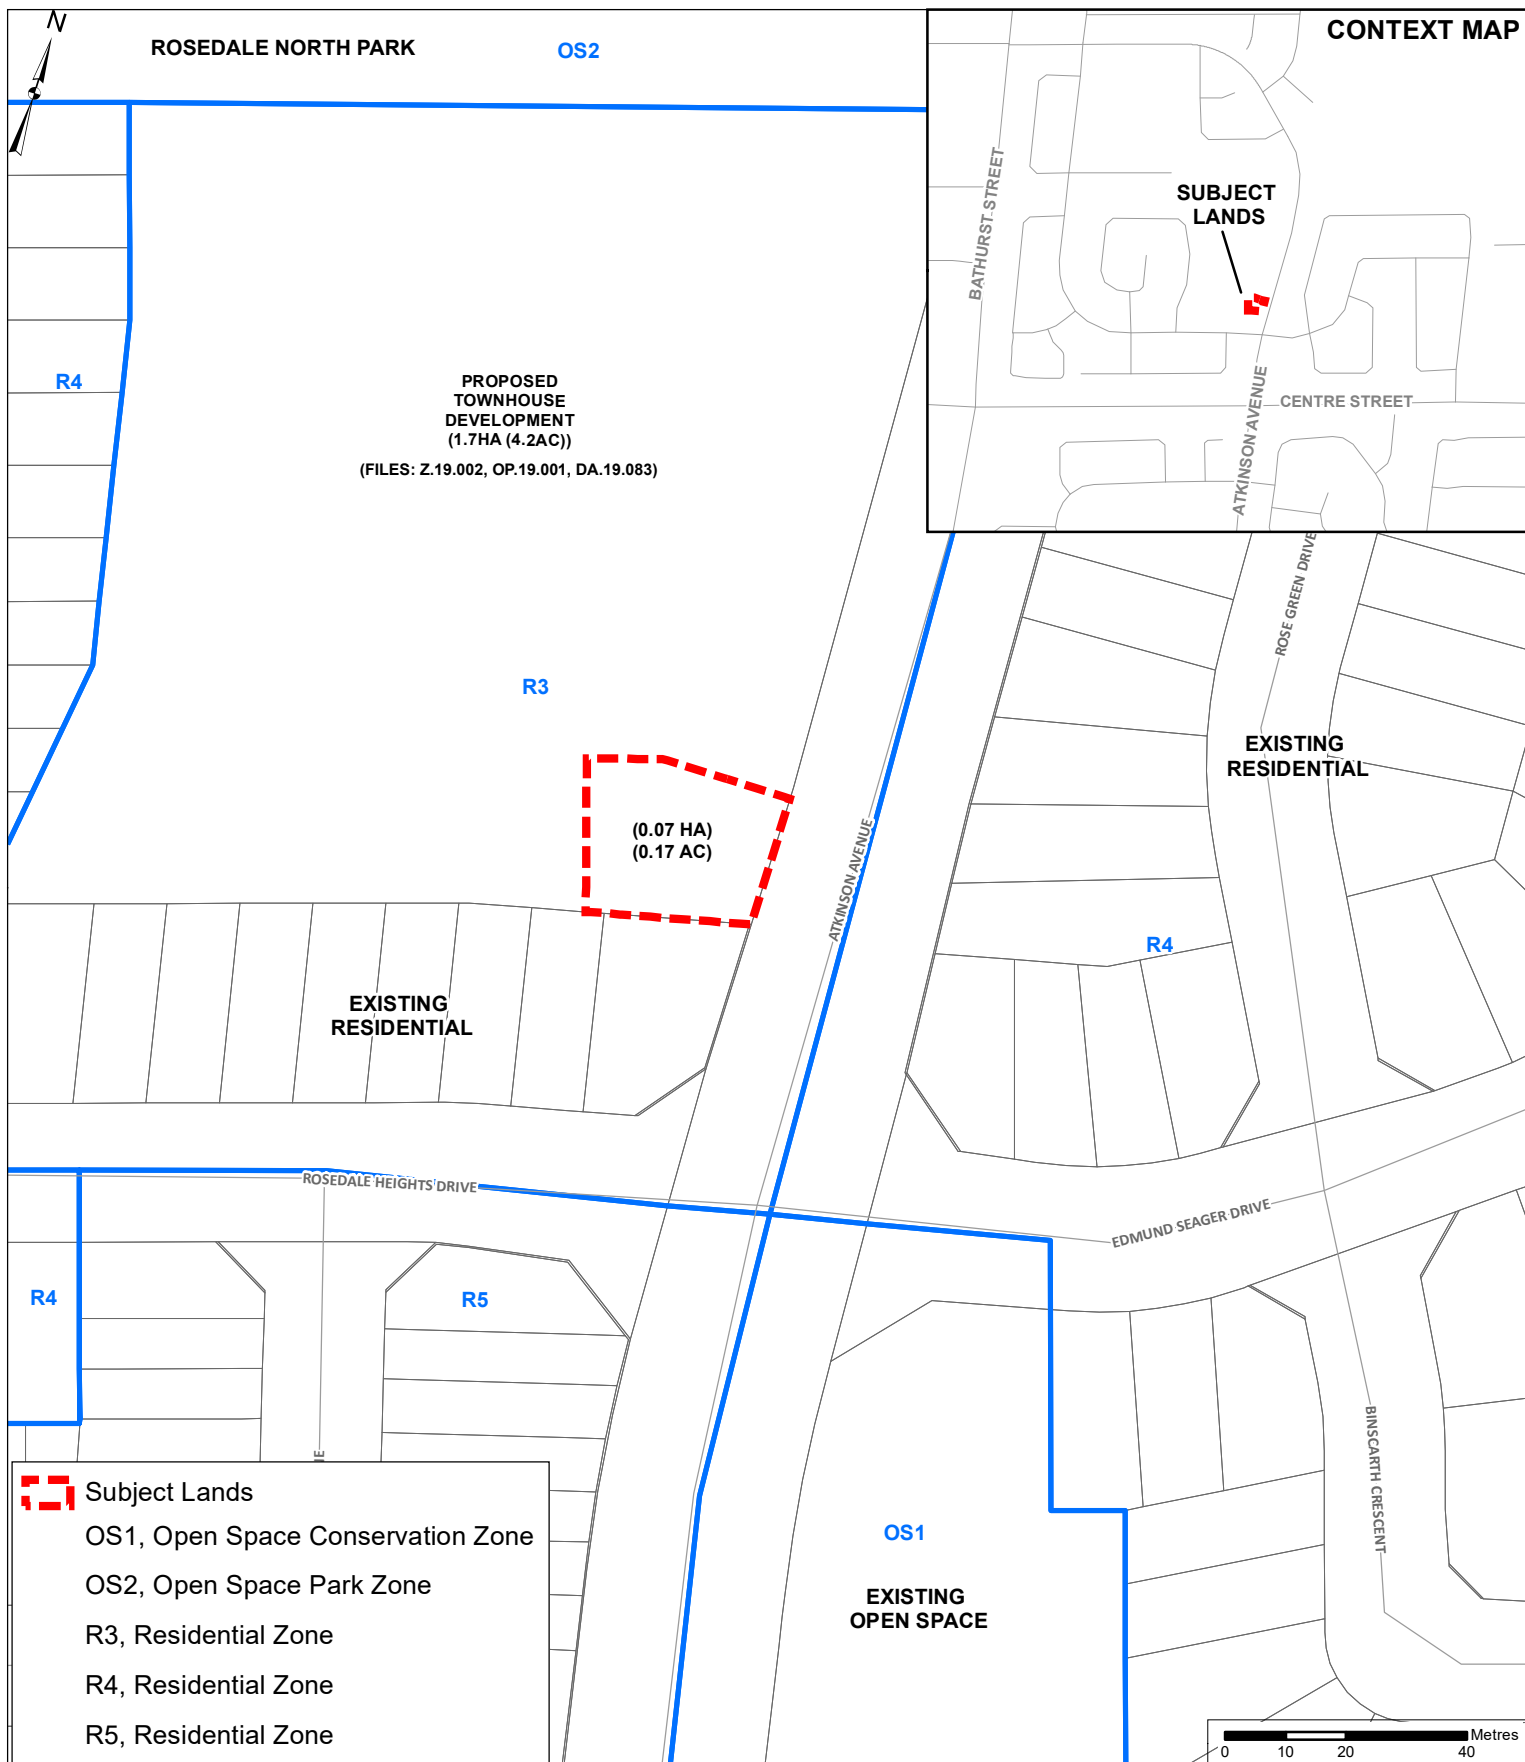 N
ROSEDALE NORTH PARK
OS2
CONTEXT MAP
BATHURST STREET
SUBJECT
LANDS
ATKINSON AVENUE
CENTRE STREET
R4
PROPOSED
TOWNHOUSE
DEVELOPMENT
(1.7HA (4.2AC))
(FILES: Z.19.002, OP.19.001, DA.19.083)
ROSE GREEN DRIVE
R3
EXISTING
RESIDENTIAL
(0.07 HA)
(0.17 AC)
ATKINSON AVENUE
R4
EXISTING
RESIDENTIAL
ROSEDALE HEIGHTS DRIVE
EDMUND SEAGER DRIVE
R4
R5
BINSCARTH CRESCENT
OS1
EXISTING
OPEN SPACE
Subject Lands
OS1, Open Space Conservation Zone
OS2, Open Space Park Zone
R3, Residential Zone
R4, Residential Zone
R5, Residential Zone
Metres
0 10 20 40